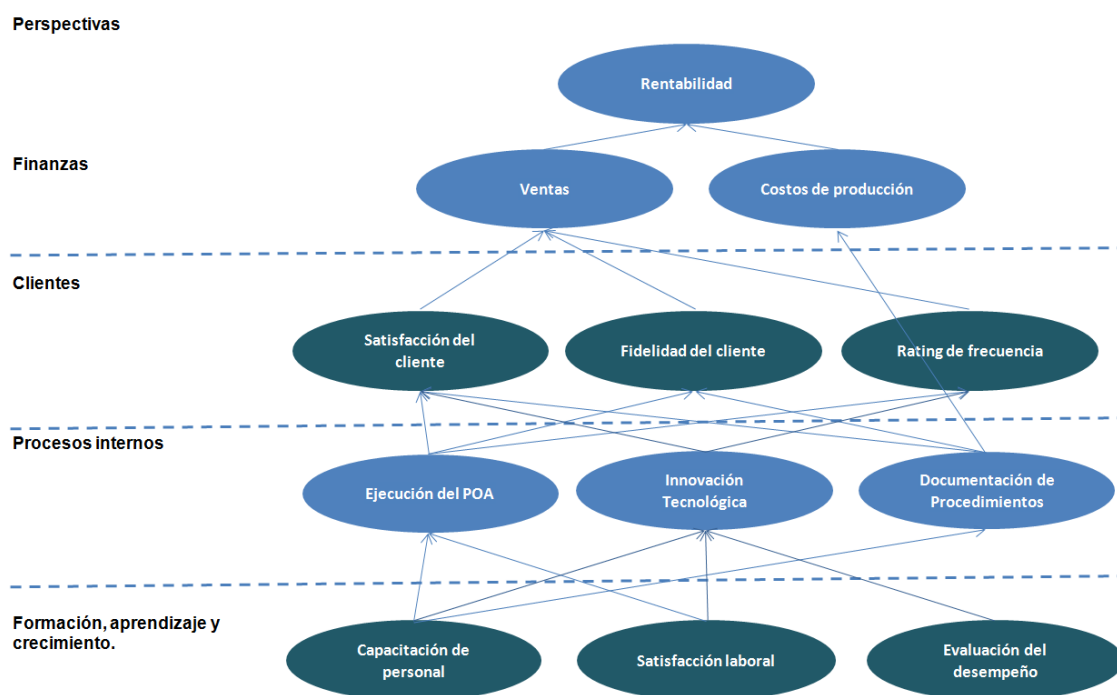 Perspectivas
Rentabilidad
Finanzas
Ventas
Costos de producción
Clientes
Satisfacción del
cliente
Fidelidad del cliente
Rating de frecuencia
Procesos internos
Ejecución del POA
Innovación
Tecnológica
Documentación de
Procedimientos
Formación, aprendizaje y
crecimiento.
Capacitación de
personal
Satisfacción laboral
Evaluación del
desempeño